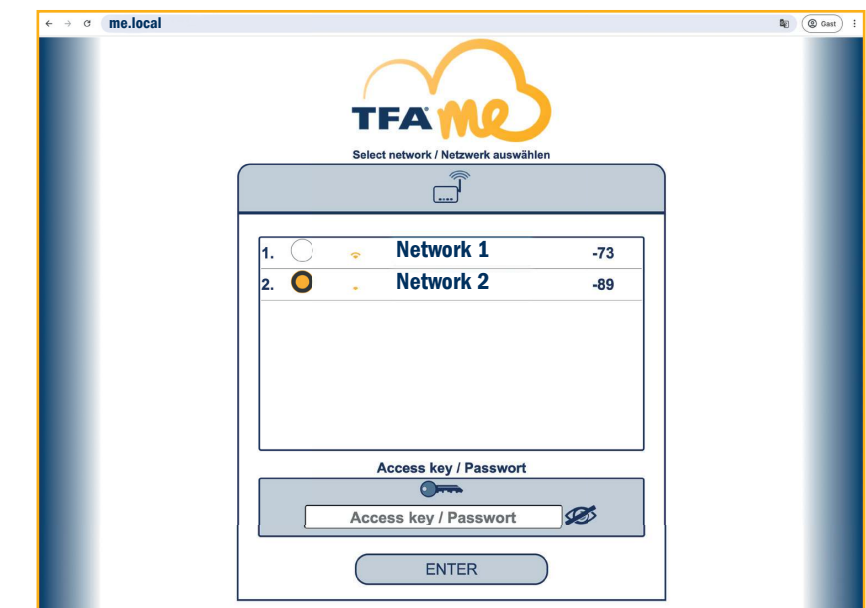 me.local
Gast
TFA me
Select network / Netzwerk auswählen
1. Network 1 -73
2. Network 2 -89
Access key / Passwort
Access key / Passwort
ENTER